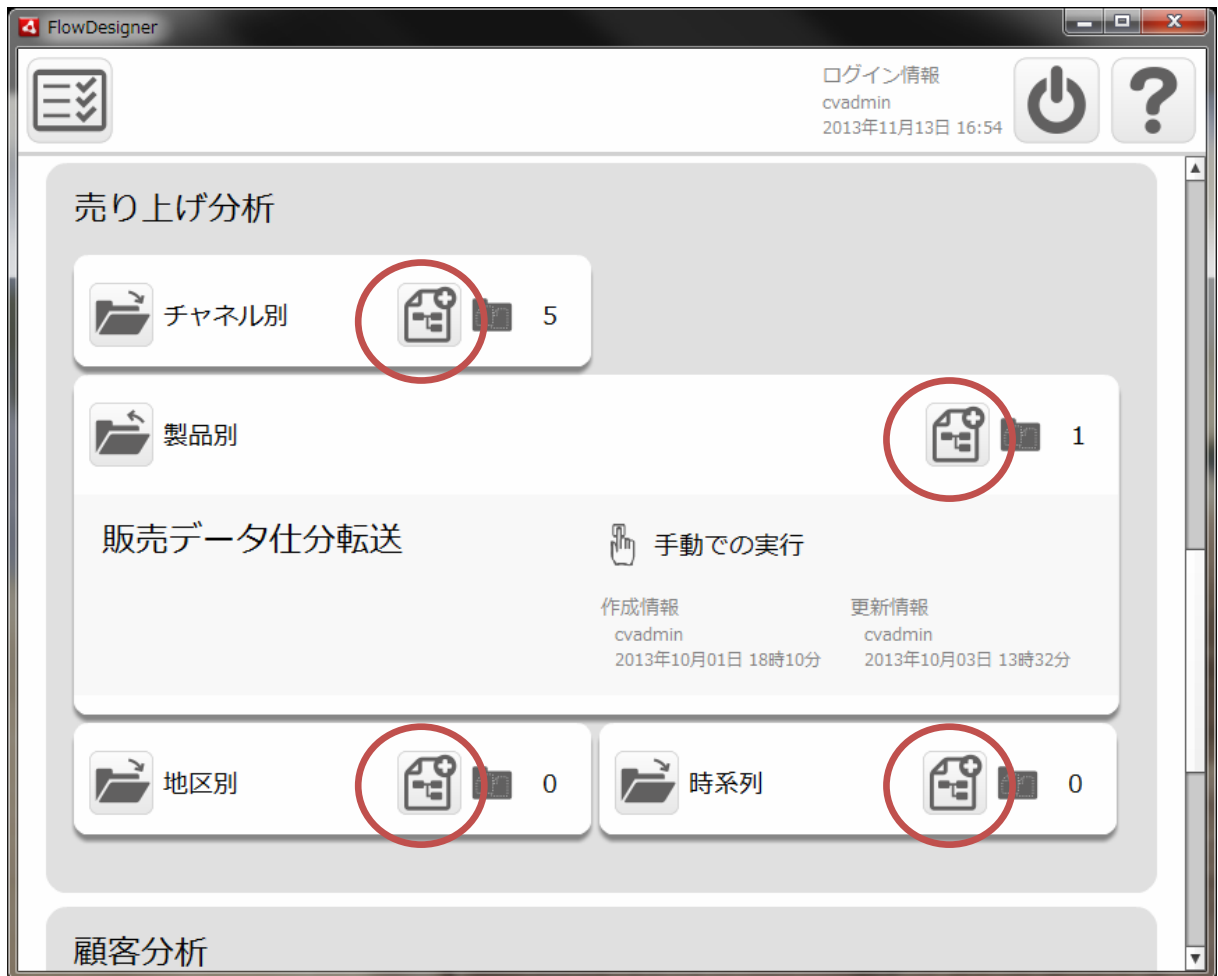 FlowDesigner
ログイン情報
cvadmin
2013年11月13日 16:54
売り上げ分析
チャネル別 5
製品別 1
販売データ仕分転送
手動での実行
作成情報 更新情報
cvadmin cvadmin
2013年10月01日 18時10分 2013年10月03日 13時32分
地区別 0 時系列 0
顧客分析